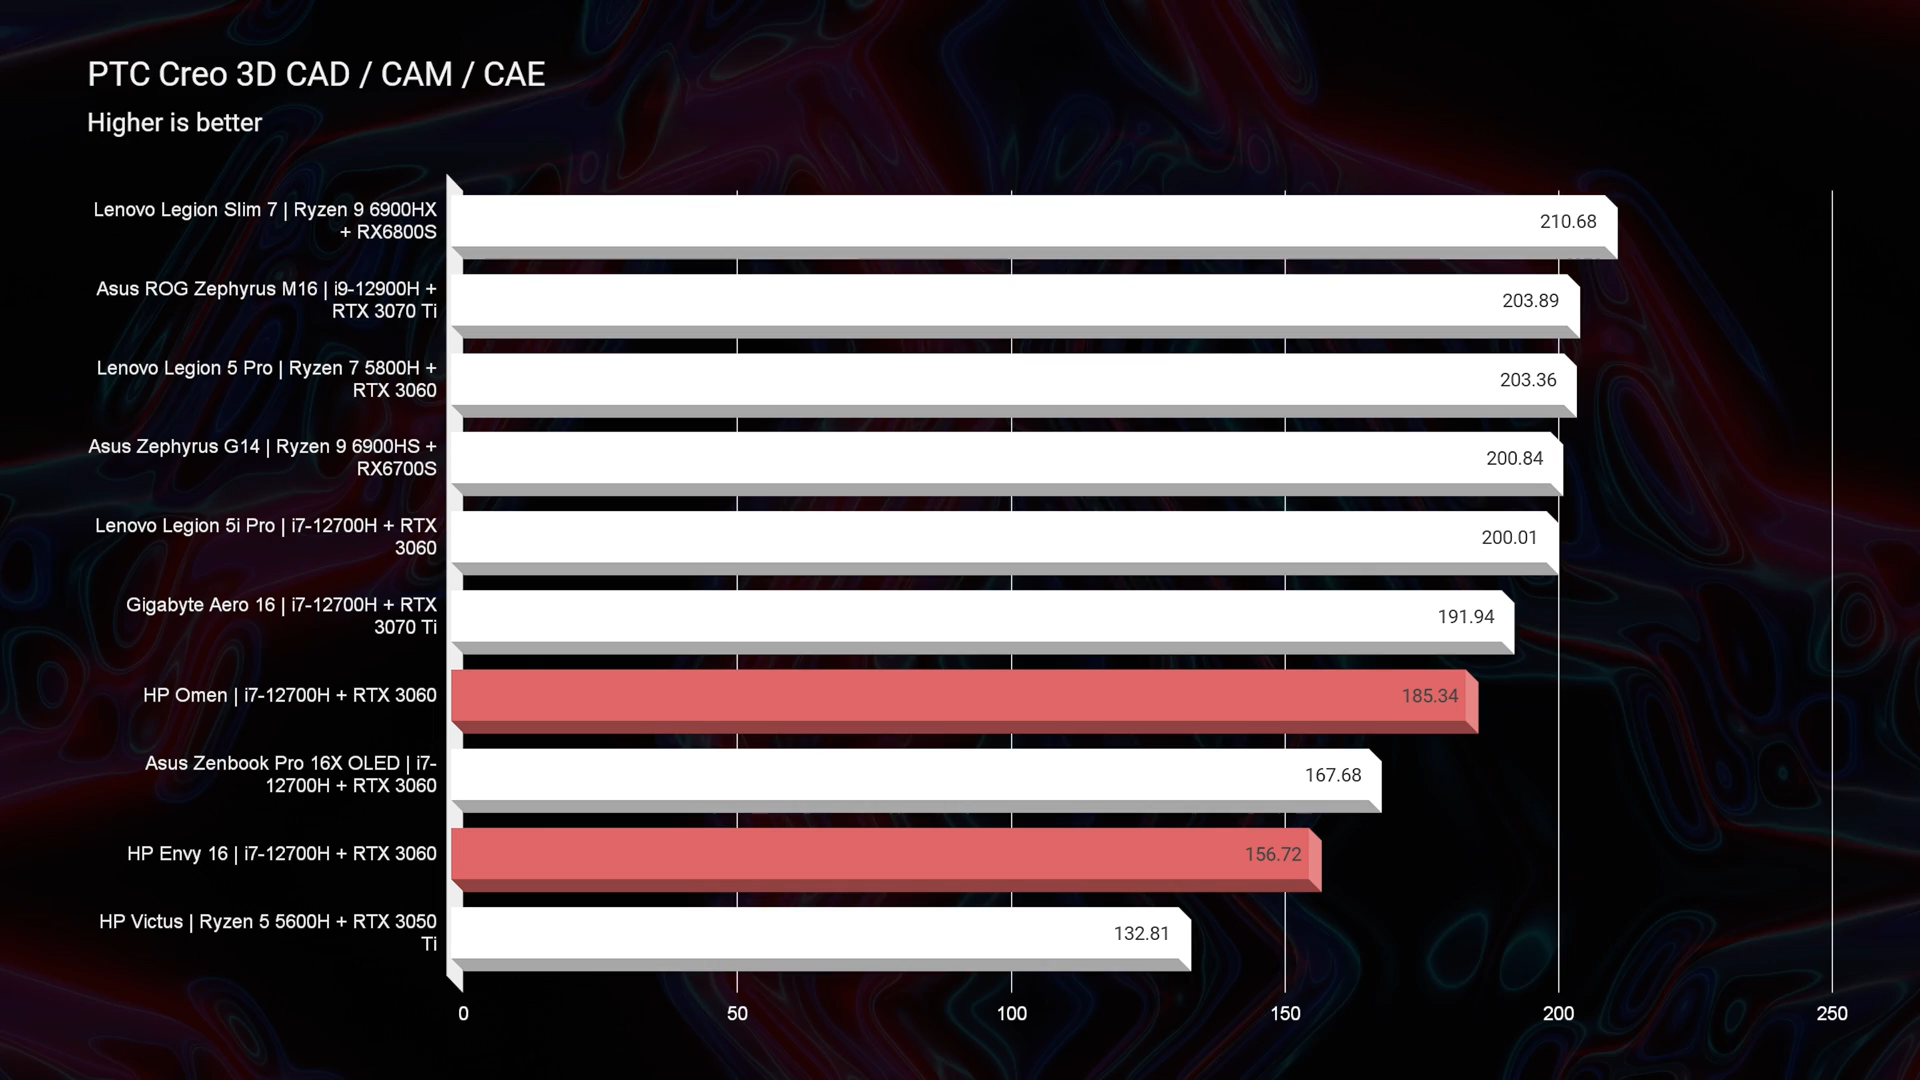 PTC Creo 3D CAD / CAM / CAE
Higher is better
Lenovo Legion Slim 7 | Ryzen 9 6900HX
+ RX6800S
210.68
Asus ROG Zephyrus M16 | i9-12900H +
RTX 3070 Ti
203.89
Lenovo Legion 5 Pro | Ryzen 7 5800H +
RTX 3060
203.36
Asus Zephyrus G14 | Ryzen 9 6900HS +
RX6700S
200.84
Lenovo Legion 5i Pro | i7-12700H + RTX
3060
200.01
Gigabyte Aero 16 | i7-12700H + RTX
3070 Ti
191.94
HP Omen | i7-12700H + RTX 3060
185.34
Asus Zenbook Pro 16X OLED | i7-
12700H + RTX 3060
167.68
HP Envy 16 | i7-12700H + RTX 3060
156.72
HP Victus | Ryzen 5 5600H + RTX 3050
Ti
132.81
0 50 100 150 200 250